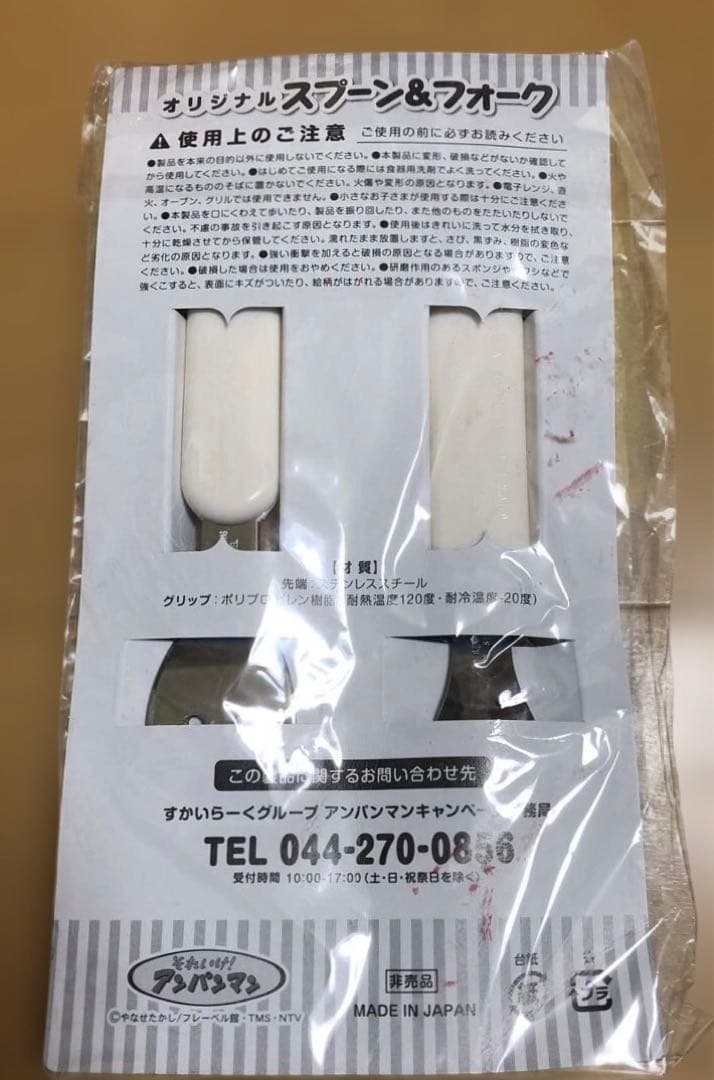 オリジナル スプーン&フォーク
⚠ 使用上のご注意 ご使用の前に必ずお読みください
●製品を本来の目的以外に使用しないでください。●本製品に変形、破損などがないか確認して
から使用してください。●はじめてご使用になる際には食器用洗剤でよく洗ってください。●火や
高温になるもののそばに置かないでください。火傷や変形の原因となります。●電子レンジ、直
火、オーブン、グリルでは使用できません。●小さなお子さまが使用する際は十分にご注意くださ
い。●本製品を口にくわえて歩いたり、製品を振り回したり、また他のものをたたいたりしないで
ください。不慮の事故を引き起こす原因となります。●使用後はきれいに洗って水分を拭き取り、
十分に乾燥させてから保管してください。濡れたまま放置しますと、さび、黒ずみ、樹脂の変色な
ど劣化の原因となります。●強い衝撃を加えると破損の原因となる場合がありますので、ご注意
ください。●破損した場合は使用をおやめください。●研磨作用のあるスポンジや
シなどで
強くこすると、表面にキズがついたり、絵柄がはがれる場合がありますので、ご注意ください。
【材質】
先端:ステンレススチール
グリップ:ポリプロピレン樹脂(耐熱温度120度・耐冷温度-20度)
この製品に関するお問い合わせ先
すかいらーくグループ アンパンマンキャンペー
務局
TEL 044-270-0856
受付時間 10:00-17:00(土・日・祝祭日を除く)
それいけ!
アンパンマン
©やなせたかし/フレーベル館・TMS・NTV
非売品
MADE IN JAPAN
台紙
紙
プラ